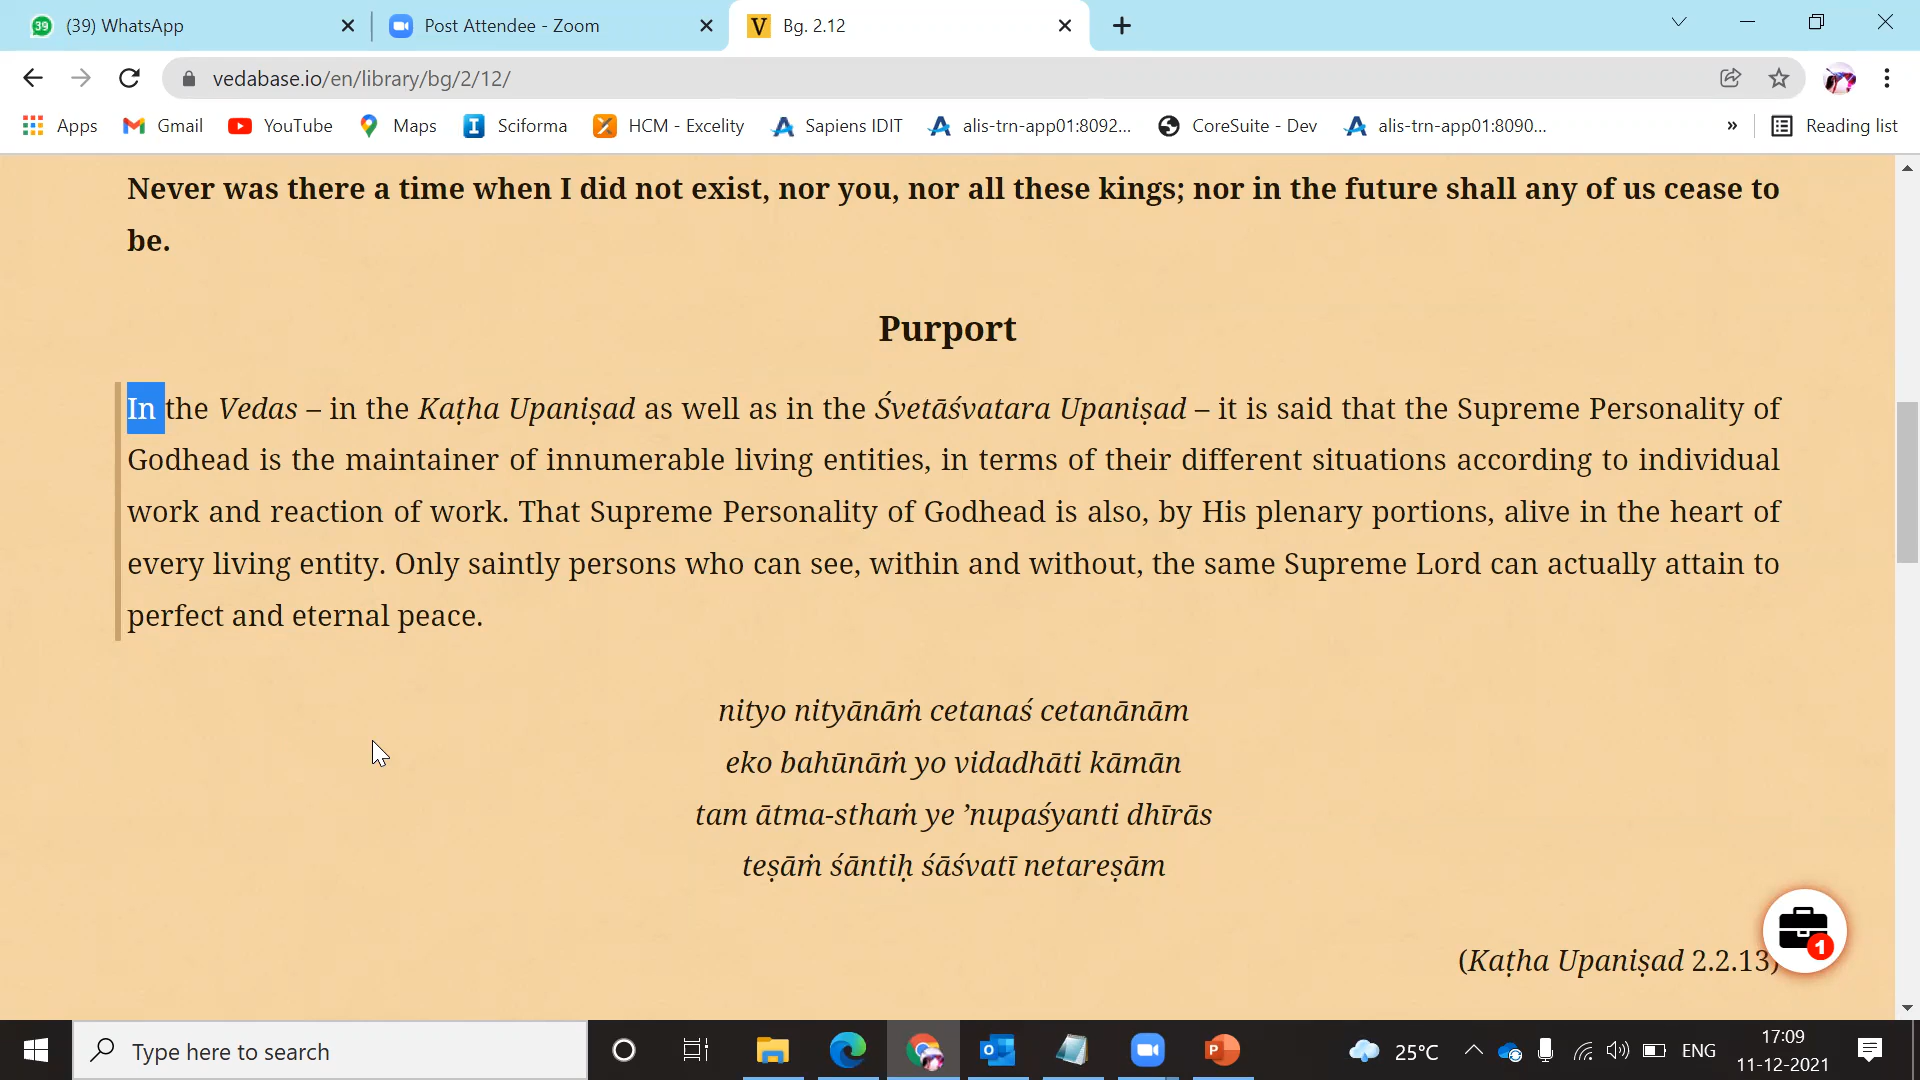 39 (39) WhatsApp
Post Attendee - Zoom
V Bg. 2.12
vedabase.io/en/library/bg/2/12/
Apps Gmail YouTube Maps I Sciforma HCM - Excelity Sapiens IDIT alis-trn-app01:8092... CoreSuite - Dev alis-trn-app01:8090... » Reading list
Never was there a time when I did not exist, nor you, nor all these kings; nor in the future shall any of us cease to
be.
Purport
In the Vedas – in the Kaṭha Upaniṣad as well as in the Śvetāśvatara Upaniṣad – it is said that the Supreme Personality of
Godhead is the maintainer of innumerable living entities, in terms of their different situations according to individual
work and reaction of work. That Supreme Personality of Godhead is also, by His plenary portions, alive in the heart of
every living entity. Only saintly persons who can see, within and without, the same Supreme Lord can actually attain to
perfect and eternal peace.
nityo nityānāṁ cetanaś cetanānām
eko bahūnāṁ yo vidadhāti kāmān
tam ātma-sthaṁ ye ’nupaśyanti dhīrās
teṣāṁ śāntiḥ śāśvatī netareṣām
1
(Kaṭha Upaniṣad 2.2.13)
Type here to search
25°C
ENG
17:09
11-12-2021